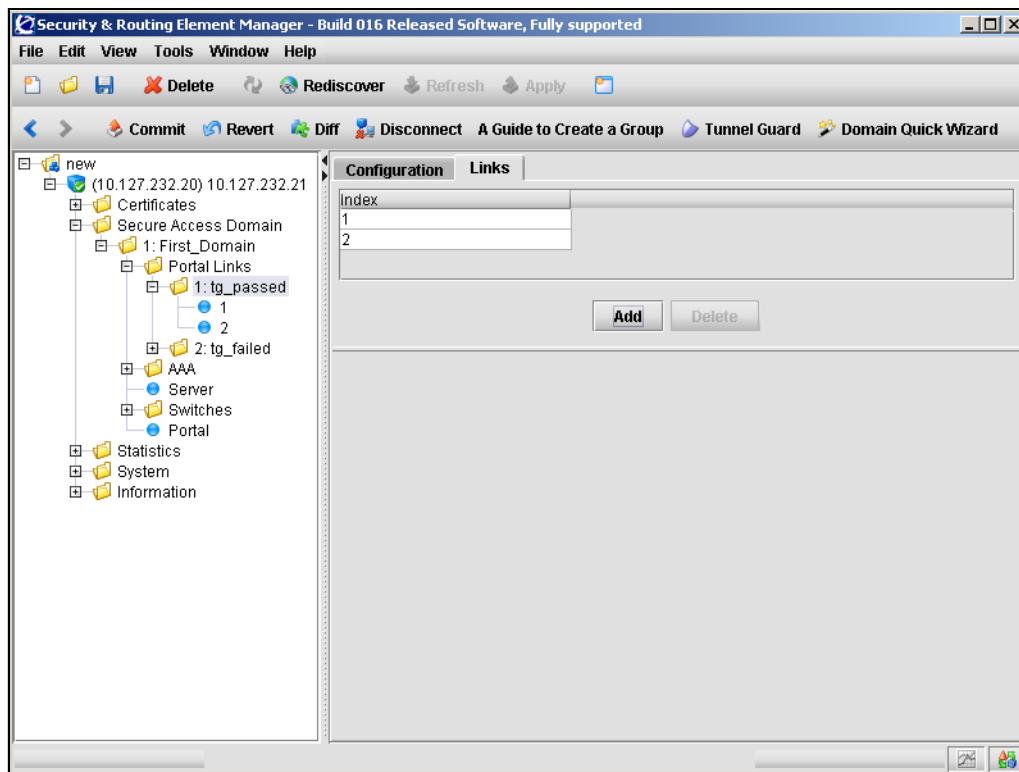 Security & Routing Element Manager - Build 016 Released Software, Fully supported
File Edit View Tools Window Help
Delete Rediscover Refresh Apply
Commit Revert Diff Disconnect A Guide to Create a Group Tunnel Guard Domain Quick Wizard
new
(10.127.232.20) 10.127.232.21
Certificates
Secure Access Domain
1: First_Domain
Portal Links
1: tg_passed
1
2
2: tg_failed
AAA
Server
Switches
Portal
Statistics
System
Information
Configuration Links
Index
1
2
Add Delete